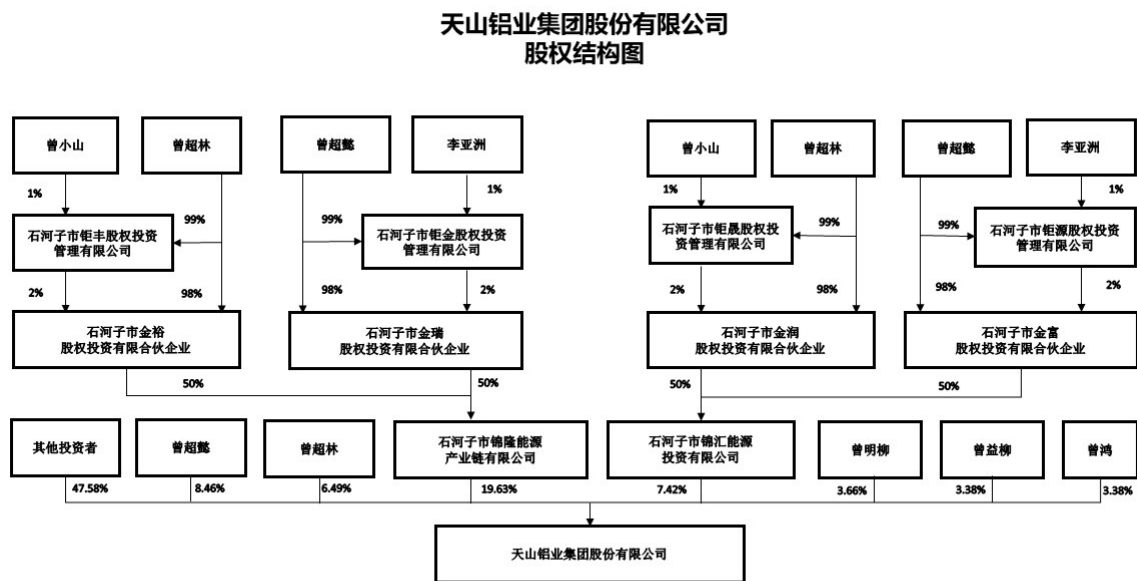 天山铝业集团股份有限公司
股权结构图
曾小山
曾超林
曾超懿
李亚洲
曾小山
曾超林
曾超懿
李亚洲
1%
1%
1%
1%
99%
99%
99%
99%
石河子市钜丰股权投资
管理有限公司
石河子市钜金股权投资
管理有限公司
石河子市钜晟股权投
资管理有限公司
石河子市钜源股权投资
管理有限公司
2%
98%
98%
2%
2%
98%
98%
2%
石河子市金裕
股权投资有限合伙企业
石河子市金瑞
股权投资有限合伙企业
石河子市金润
股权投资有限合伙企业
石河子市金富
股权投资有限合伙企业
50%
50%
50%
50%
其他投资者
曾超懿
曾超林
石河子市锦隆能源
产业链有限公司
石河子市锦汇能源
投资有限公司
曾明柳
曾益柳
曾鸿
47.58%
8.46%
6.49%
19.63%
7.42%
3.66%
3.38%
3.38%
天山铝业集团股份有限公司